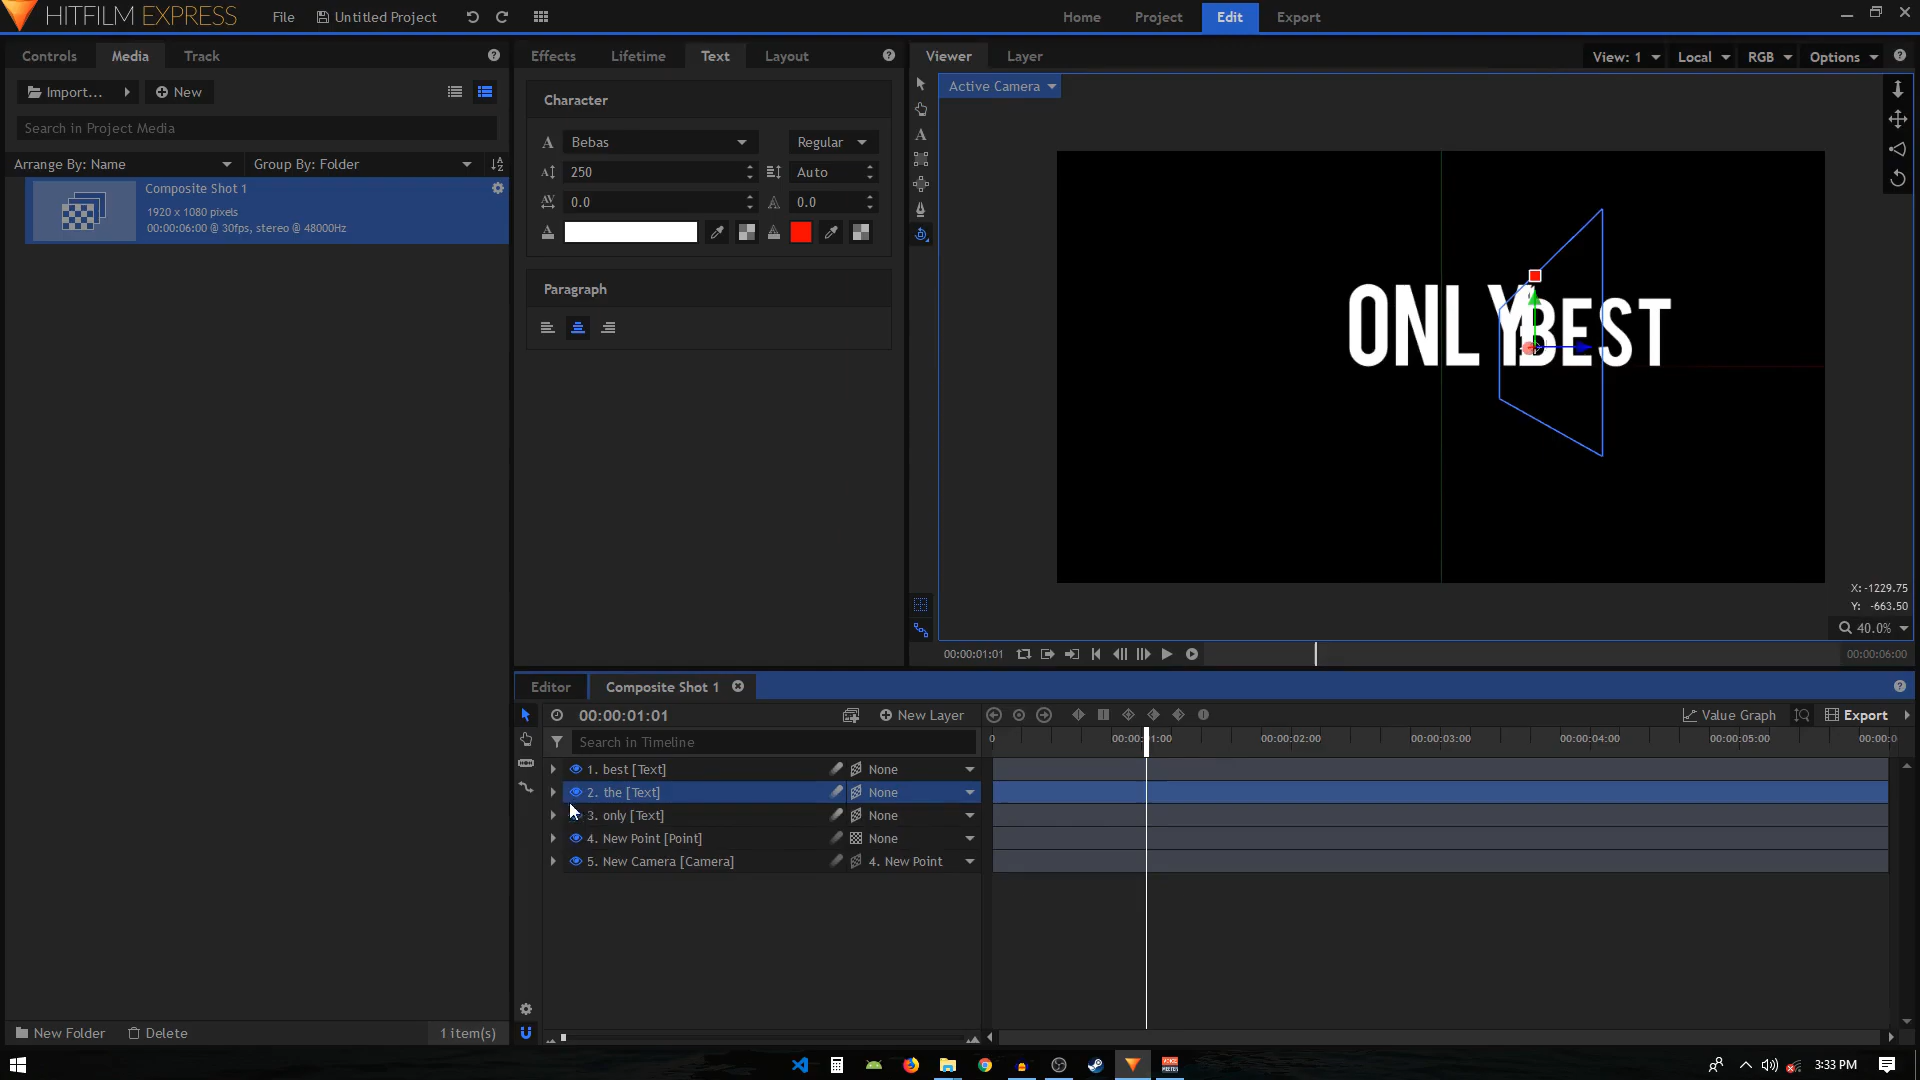 HITFILM EXPRESS
File
Untitled Project
Home
Project
Edit
Export
Controls
Media
Track
Import...
New
Search in Project Media
Arrange By: Name
Group By: Folder
Composite Shot 1
1920 x 1080 pixels
00:00:06:00 @ 30fps, stereo @ 48000Hz
New Folder
Delete
1 item(s)
Effects
Lifetime
Text
Layout
Character
Bebas
Regular
250
Auto
0.0
0.0
Paragraph
Viewer
Layer
View: 1
Local
RGB
Options
Active Camera
ONLY
BEST
X: -1229.75
Y: -663.50
40.0%
00:00:01:01
00:00:06:00
Editor
Composite Shot 1
00:00:01:01
New Layer
Value Graph
Export
Search in Timeline
0
00:00:01:00
00:00:02:00
00:00:03:00
00:00:04:00
00:00:05:00
00:00:0
1. best [Text]
None
2. the [Text]
None
3. only [Text]
None
4. New Point [Point]
None
5. New Camera [Camera]
4. New Point
3:33 PM